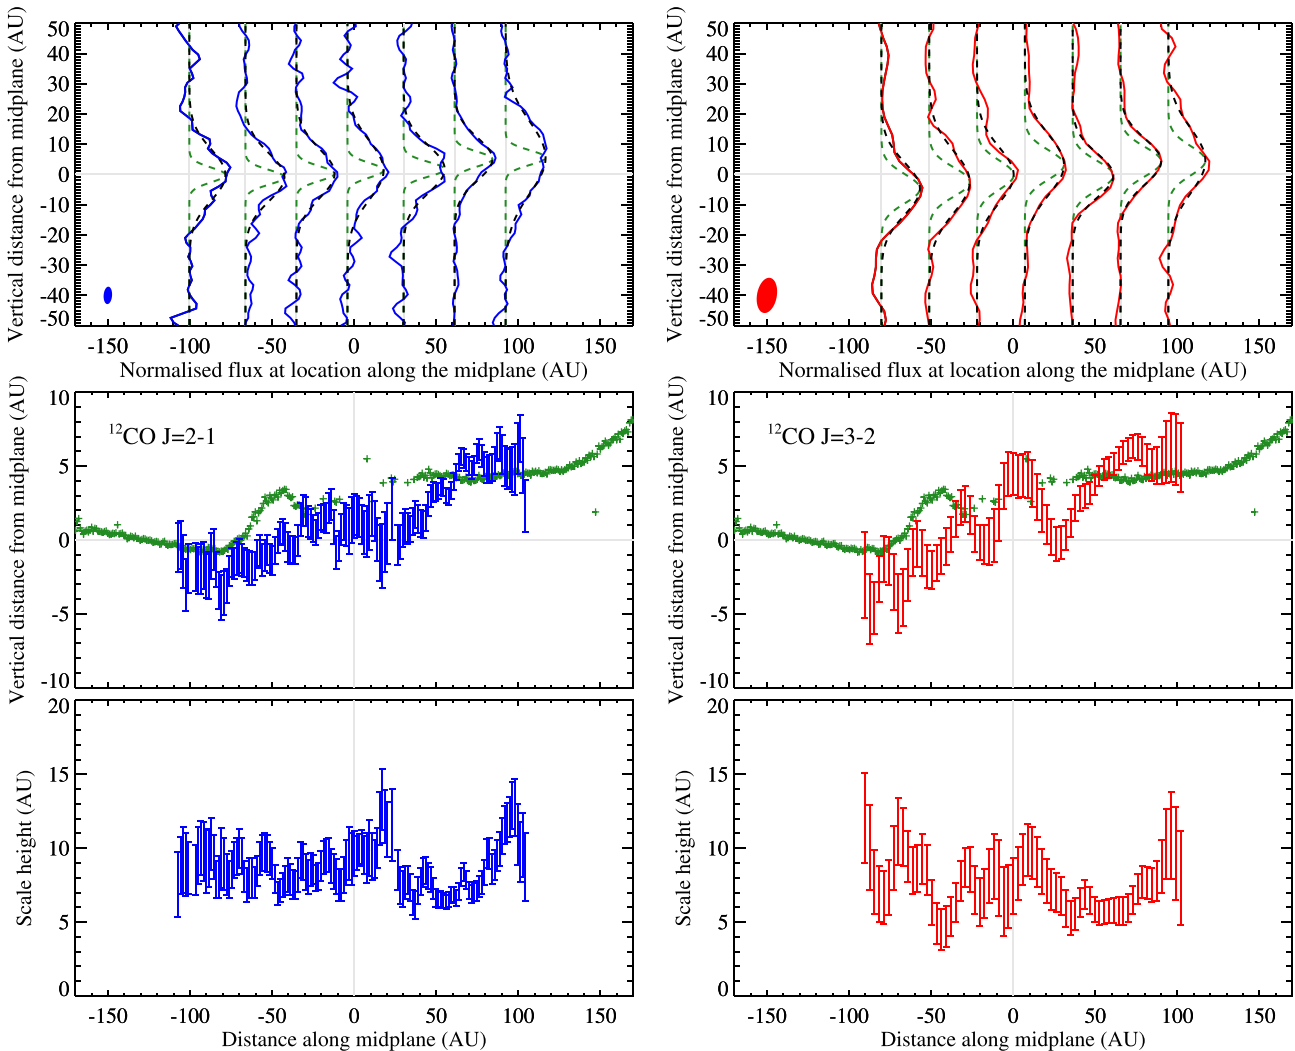 Vertical distance from midplane (AU)
50
40
30
20
10
0
-10
-20
-30
-40
-50
-150 -100 -50 0 50 100 150
Normalised flux at location along the midplane (AU)
Vertical distance from midplane (AU)
50
40
30
20
10
0
-10
-20
-30
-40
-50
-150 -100 -50 0 50 100 150
Normalised flux at location along the midplane (AU)
Vertical distance from midplane (AU)
10
5
0
-5
-10
¹²CO J=2-1
Vertical distance from midplane (AU)
10
5
0
-5
-10
¹²CO J=3-2
Scale height (AU)
20
15
10
5
0
-150 -100 -50 0 50 100 150
Distance along midplane (AU)
Scale height (AU)
20
15
10
5
0
-150 -100 -50 0 50 100 150
Distance along midplane (AU)